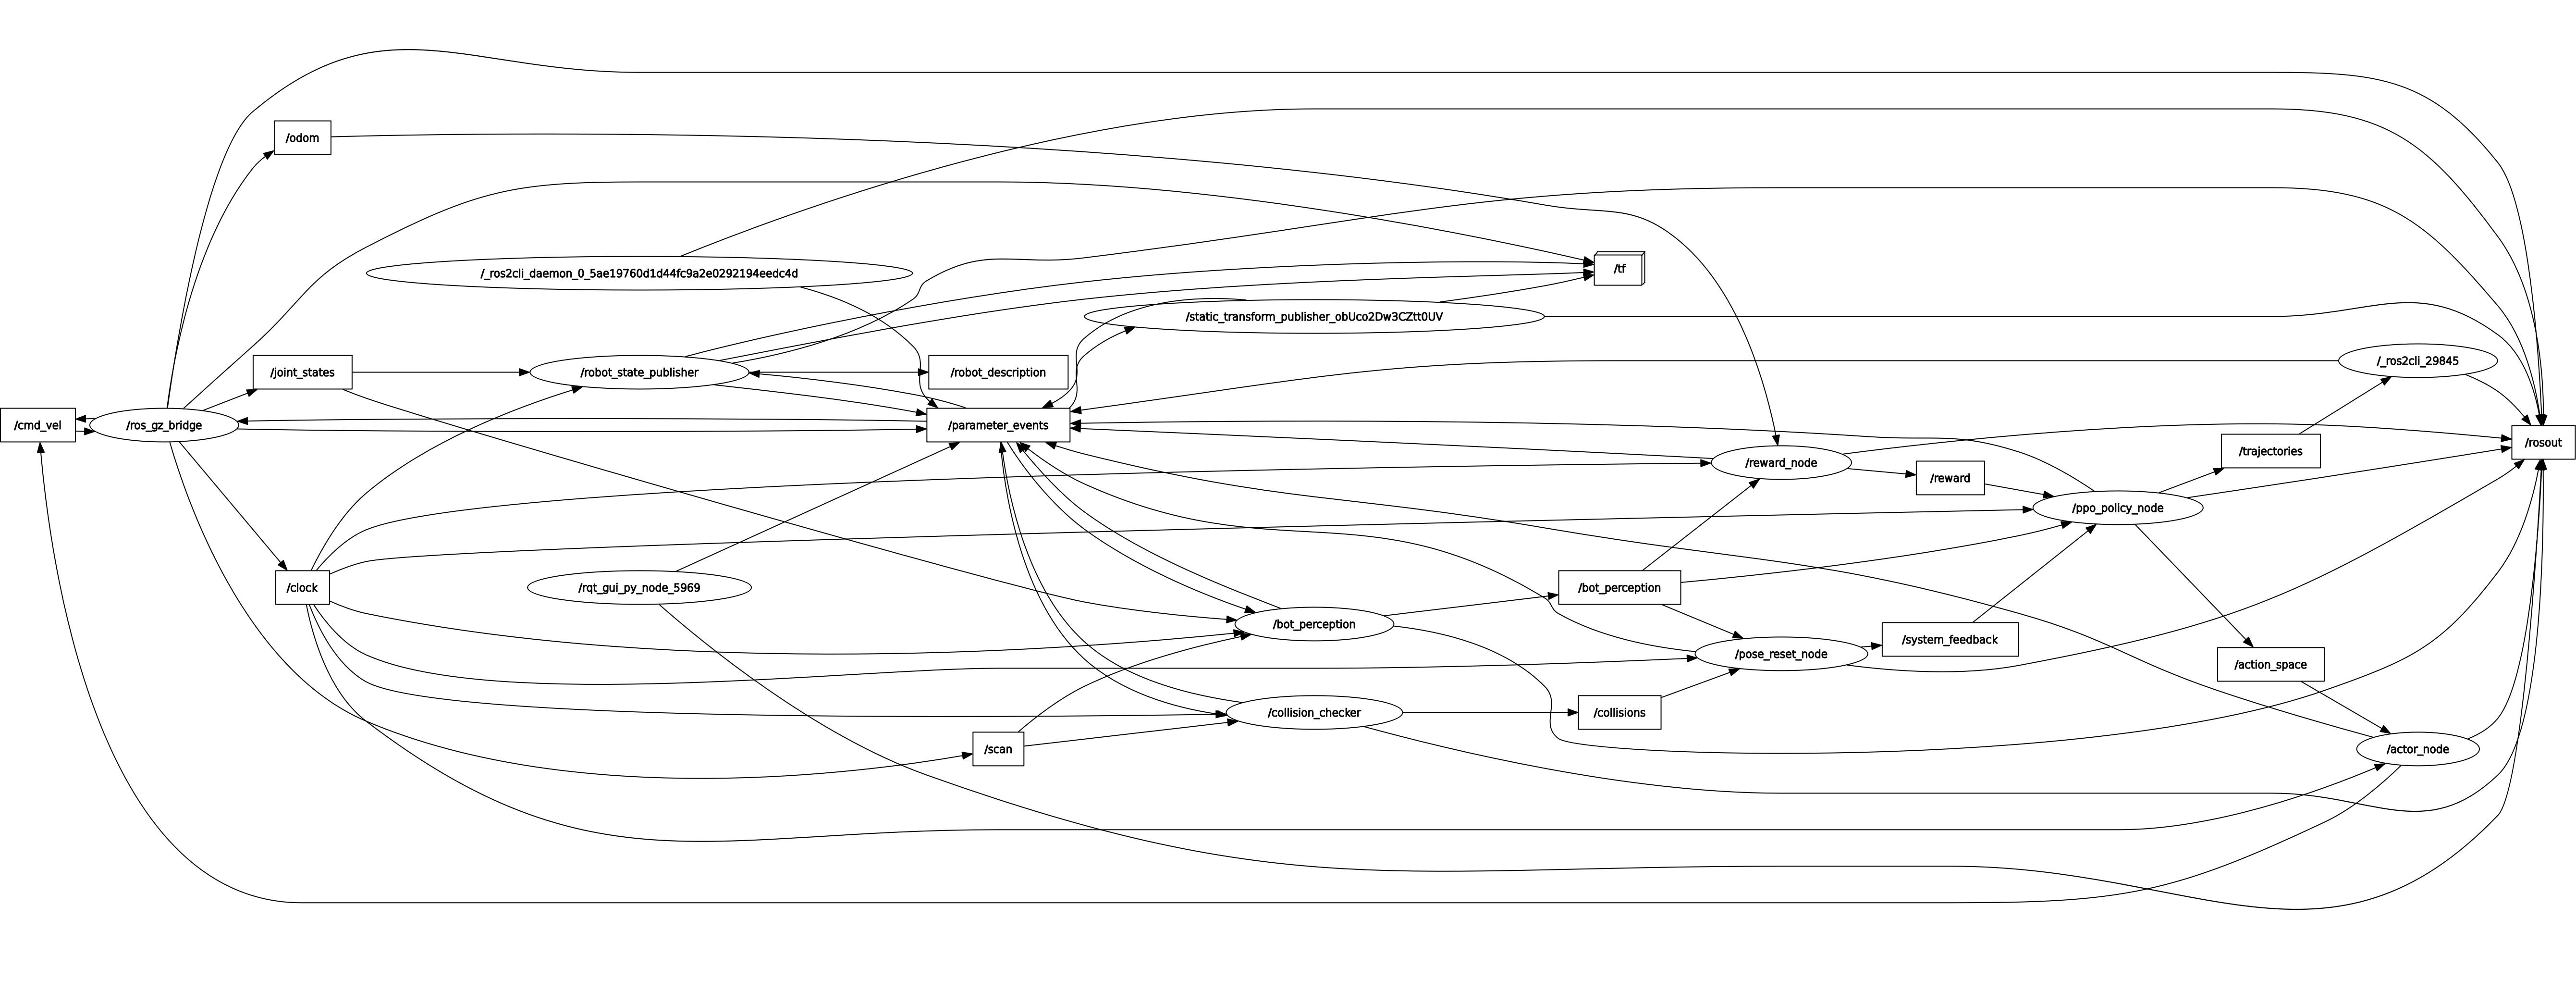 /odom
/_ros2cli_daemon_0_5ae19760d1d44fc9a2e0292194eedc4d
/tf
/static_transform_publisher_obUco2Dw3CZtt0UV
/joint_states
/robot_state_publisher
/robot_description
/_ros2cli_29845
/cmd_vel
/ros_gz_bridge
/parameter_events
/rosout
/reward_node
/trajectories
/reward
/ppo_policy_node
/clock
/rqt_gui_py_node_5969
/bot_perception
/bot_perception
/system_feedback
/pose_reset_node
/action_space
/collision_checker
/collisions
/scan
/actor_node